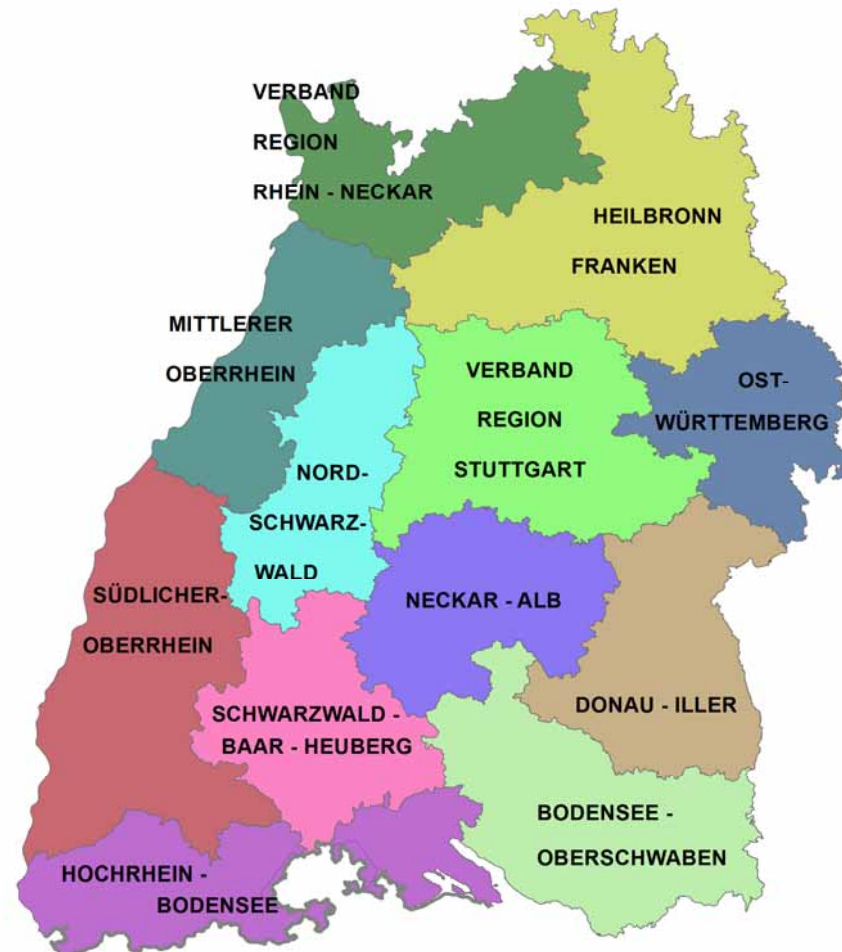 VERBAND
REGION
RHEIN - NECKAR
HEILBRONN
FRANKEN
MITTLERER
OBERRHEIN
VERBAND
REGION
STUTTGART
OST-
WÜRTTEMBERG
NORD-
SCHWARZ-
WALD
SÜDLICHER-
OBERRHEIN
NECKAR - ALB
SCHWARZWALD -
BAAR - HEUBERG
DONAU - ILLER
BODENSEE -
OBERSCHWABEN
HOCHRHEIN -
BODENSEE